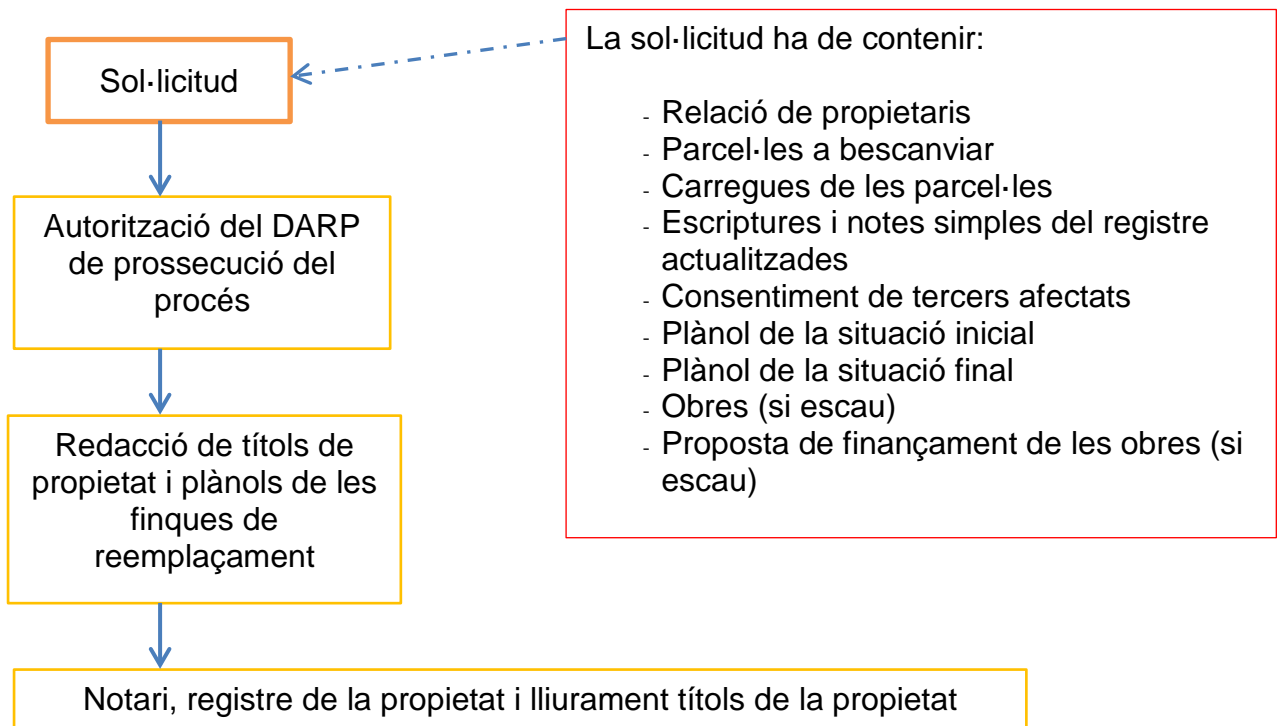 Sol·licitud
Autorització del DARP
de prossecució del
procés
Redacció de títols de
propietat i plànols de les
finques de
reemplaçament
Notari, registre de la propietat i lliurament títols de la propietat
La sol·licitud ha de contenir:
- Relació de propietaris
- Parcel·les a bescanviar
- Carregues de les parcel·les
- Escriptures i notes simples del registre
actualitzades
- Consentiment de tercers afectats
- Plànol de la situació inicial
- Plànol de la situació final
- Obres (si escau)
- Proposta de finançament de les obres (si
escau)